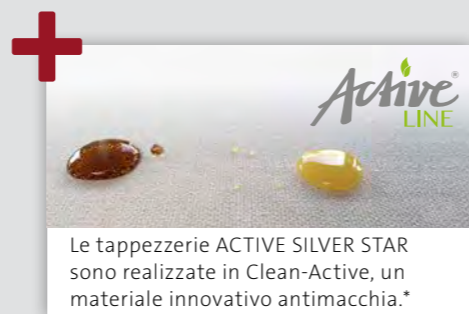 Active®
LINE
Le tappezzerie ACTIVE SILVER STAR
sono realizzate in Clean-Active, un
materiale innovativo antimacchia.*